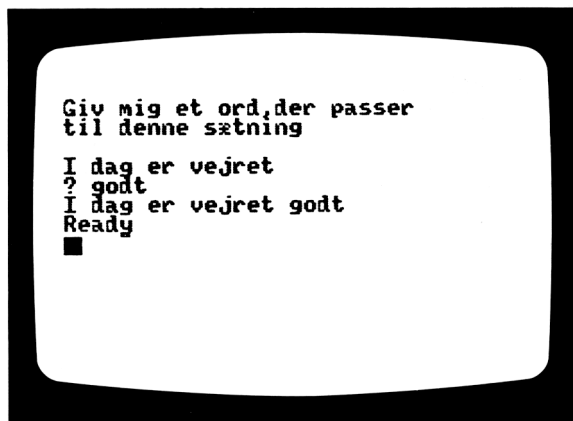 Giv mig et ord,der passer
til denne sætning
I dag er vejret
? godt
I dag er vejret godt
Ready